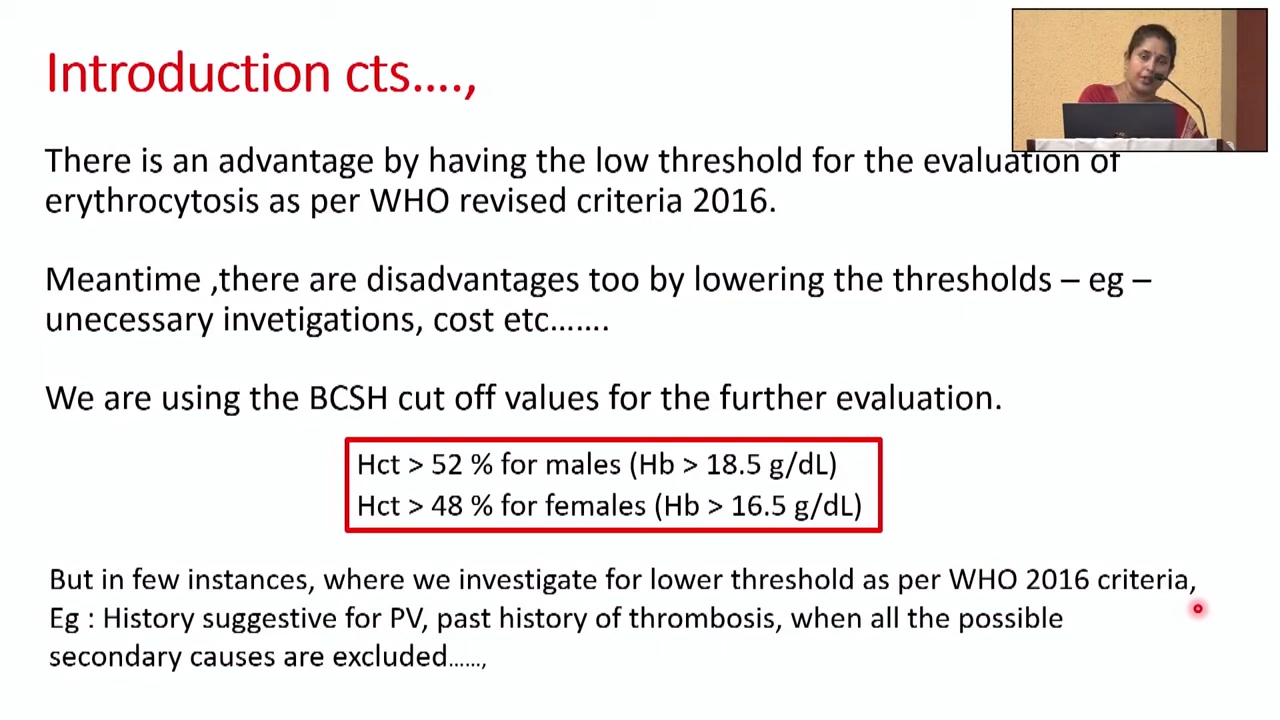 Introduction cts….,
There is an advantage by having the low threshold for the evaluation of
erythrocytosis as per WHO revised criteria 2016.
Meantime ,there are disadvantages too by lowering the thresholds – eg –
unecessary invetigations, cost etc…….
We are using the BCSH cut off values for the further evaluation.
Hct > 52 % for males (Hb > 18.5 g/dL)
Hct > 48 % for females (Hb > 16.5 g/dL)
But in few instances, where we investigate for lower threshold as per WHO 2016 criteria,
Eg : History suggestive for PV, past history of thrombosis, when all the possible
secondary causes are excluded……,